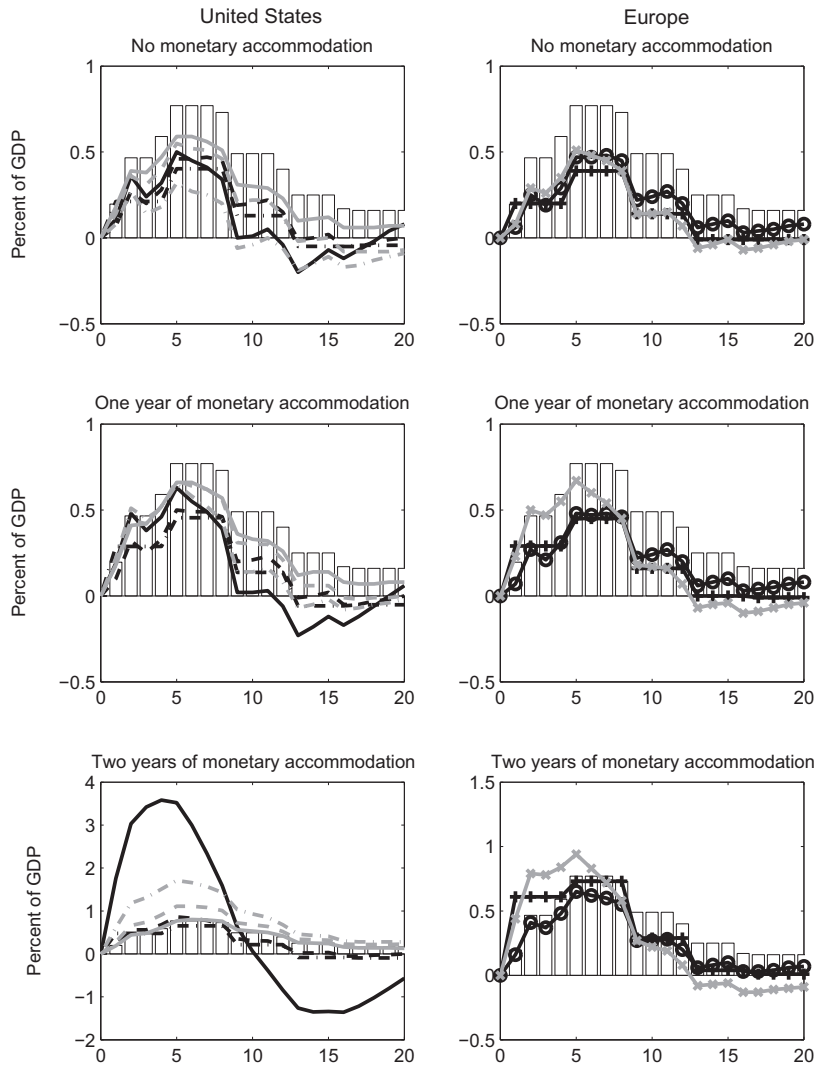 United States
Europe
No monetary accommodation
No monetary accommodation
Percent of GDP
1
0.5
0
−0.5
0 5 10 15 20
1
0.5
0
−0.5
0 5 10 15 20
One year of monetary accommodation
One year of monetary accommodation
Percent of GDP
1
0.5
0
−0.5
0 5 10 15 20
1
0.5
0
−0.5
0 5 10 15 20
Two years of monetary accommodation
Two years of monetary accommodation
Percent of GDP
4
3
2
1
0
−1
−2
0 5 10 15 20
1.5
1
0.5
0
−0.5
0 5 10 15 20